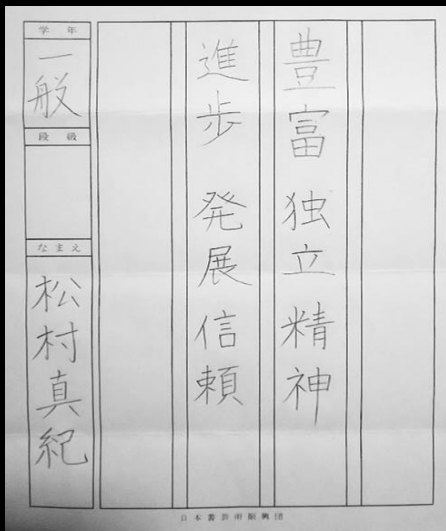 豊富 独立 精神
進歩 発展 信頼
学年
一般
段級
なまえ
松村真紀